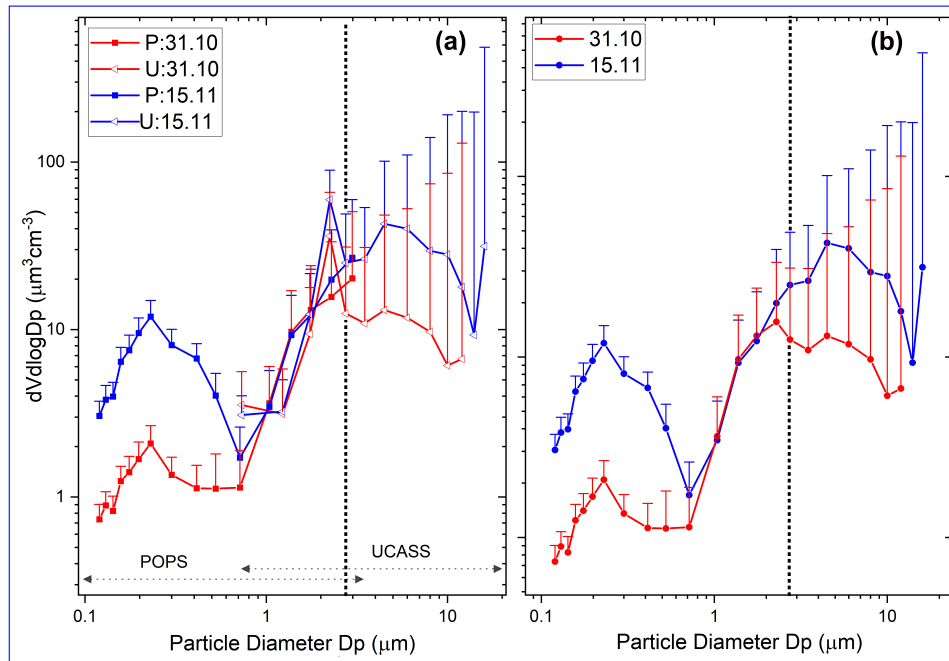 (a)
P:31.10
U:31.10
P:15.11
U:15.11
100
10
1
dVdlogDp (μm³cm⁻³)
POPS
UCASS
0.1
1
10
Particle Diameter Dp (μm)
(b)
31.10
15.11
0.1
1
10
Particle Diameter Dp (μm)